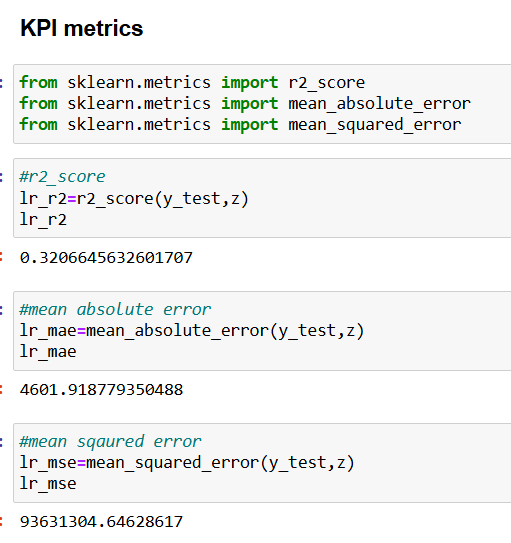 KPI metrics
from sklearn.metrics import r2_score
from sklearn.metrics import mean_absolute_error
from sklearn.metrics import mean_squared_error
#r2_score
lr_r2=r2_score(y_test,z)
lr_r2
0.3206645632601707
#mean absolute error
lr_mae=mean_absolute_error(y_test,z)
lr_mae
4601.918779350488
#mean sqaured error
lr_mse=mean_squared_error(y_test,z)
lr_mse
93631304.64628617